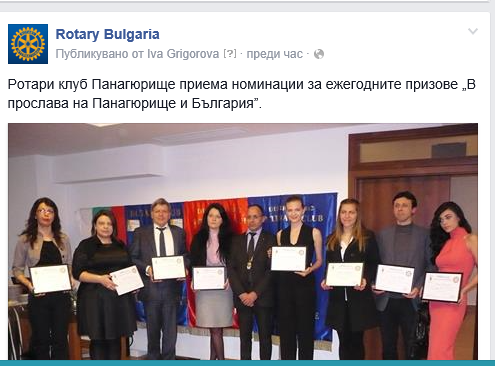 Rotary Bulgaria
Публикувано от Iva Grigorova [?] · преди час ·
Ротари клуб Панагюрище приема номинации за ежегодните призове „В
прослава на Панагюрище и България”.